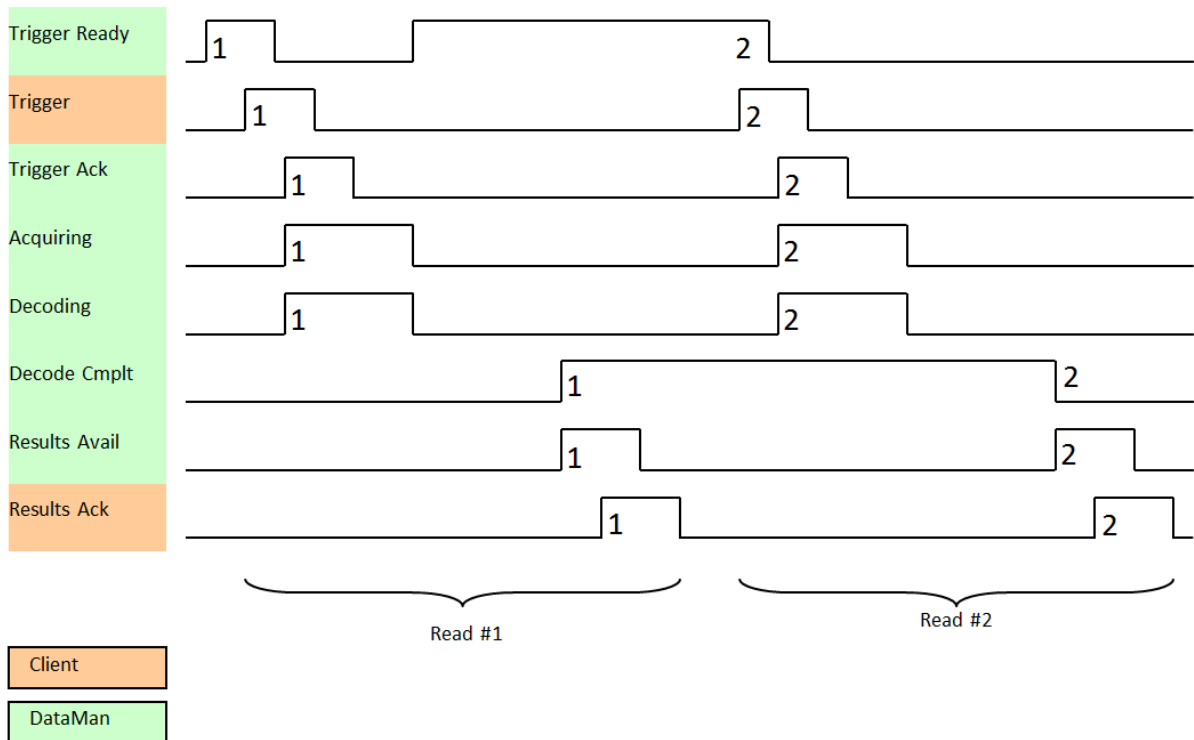 Trigger Ready 1 2
Trigger 1 2
Trigger Ack 1 2
Acquiring 1 2
Decoding 1 2
Decode Cmplt 1 2
Results Avail 1 2
Results Ack 1 2
Read #1 Read #2
Client
DataMan